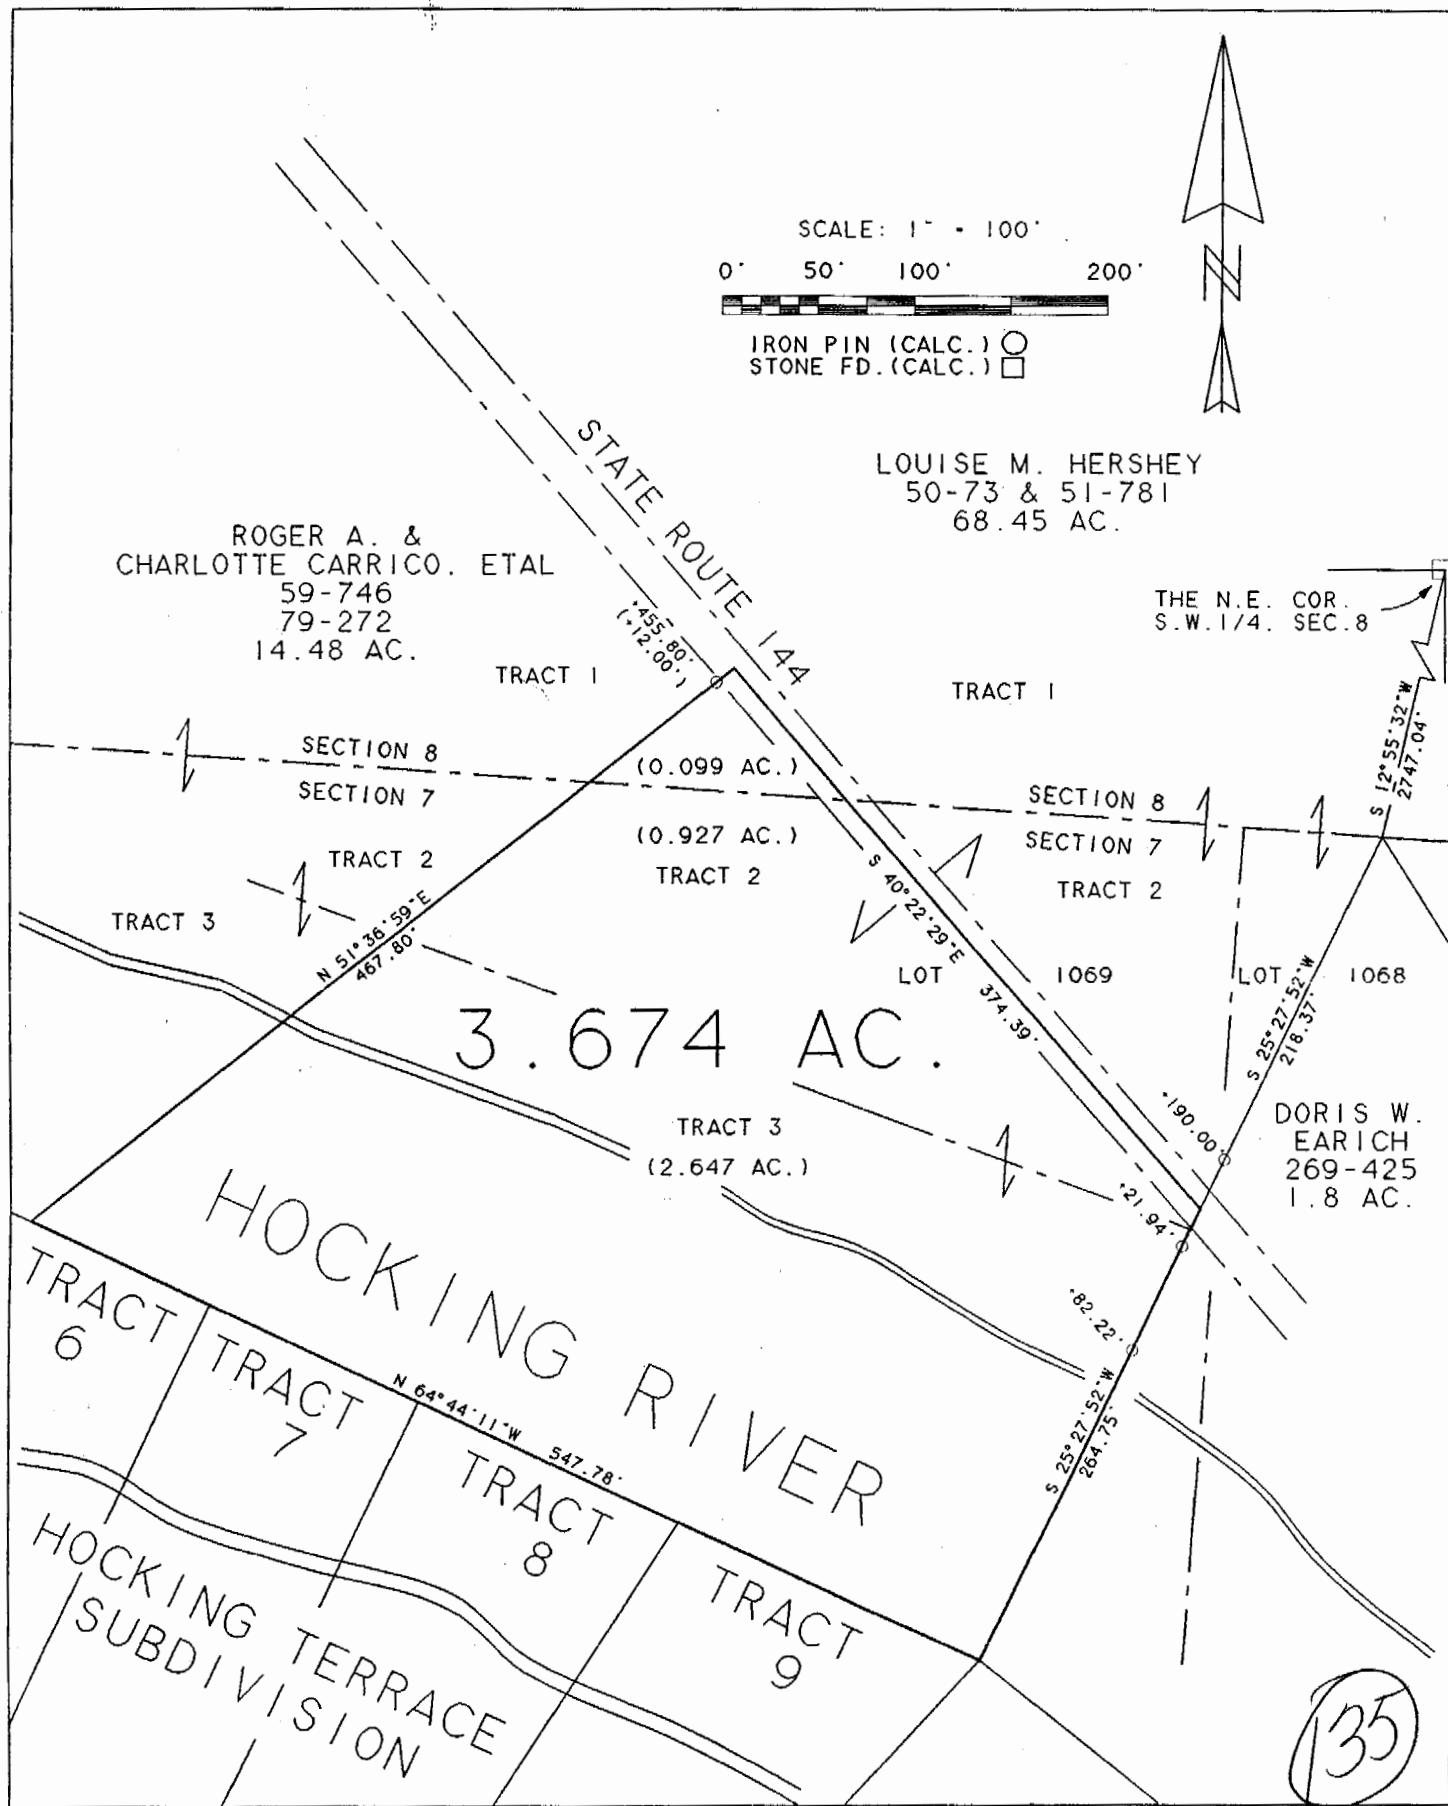 SCALE: 1" = 100'
0' 50' 100' 200'
IRON PIN (CALC.)
STONE FD. (CALC.)
N
STATE ROUTE 144
LOUISE M. HERSHEY
50-73 & 51-781
68.45 AC.
ROGER A. &
CHARLOTTE CARRICO. ETAL
59-746
79-272
14.48 AC.
THE N.E. COR.
S.W.1/4. SEC.8
+455.80'
(+12.00')
TRACT 1
TRACT 1
S 12°55'32"W
2747.04'
SECTION 8
SECTION 7
(0.099 AC.)
(0.927 AC.)
TRACT 2
SECTION 8
SECTION 7
TRACT 2
TRACT 2
TRACT 3
N 51°36'59"E
467.80'
S 40°22'29"E
374.39'
LOT 1069
LOT 1068
S 25°27'52"W
218.37'
3.674 AC.
+190.00'
DORIS W.
EARICH
269-425
1.8 AC.
TRACT 3
(2.647 AC.)
+21.94'
+82.22'
HOCKING RIVER
TRACT
6
TRACT
7
N 64°44'11"W 547.78'
TRACT
8
S 25°27'52"W
264.75'
TRACT
9
HOCKING TERRACE
SUBDIVISION
135